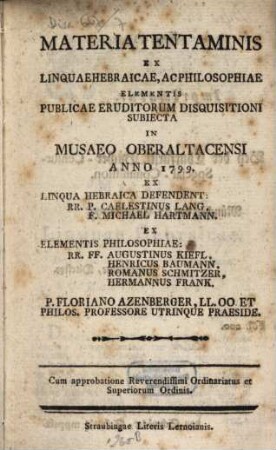 MATERIA TENTAMINIS
EX
LINQUAE HEBRAICAE, AC PHILOSOPHIAE
ELEMENTIS
PUBLICAE ERUDITORUM DISQUISITIONI
SUBIECTA
IN
MUSAEO OBERALTACENSI
ANNO 1799.
EX
LINQUA HEBRAICA DEFENDENT:
RR. P. CAELESTINUS LANG,
F. MICHAEL HARTMANN.
EX
ELEMENTIS PHILOSOPHIAE:
RR. FF. AUGUSTINUS KIEFL,
HENRICUS BAUMANN,
ROMANUS SCHMITZER,
HERMANNUS FRANK.
P. FLORIANO AZENBERGER, LL. OO. ET
PHILOS. PROFESSORE UTRINQUE PRAESIDE.
Cum approbatione Reverendissimi Ordinariatus et
Superiorum Ordinis.
Straubingae Literis Lernoianis.